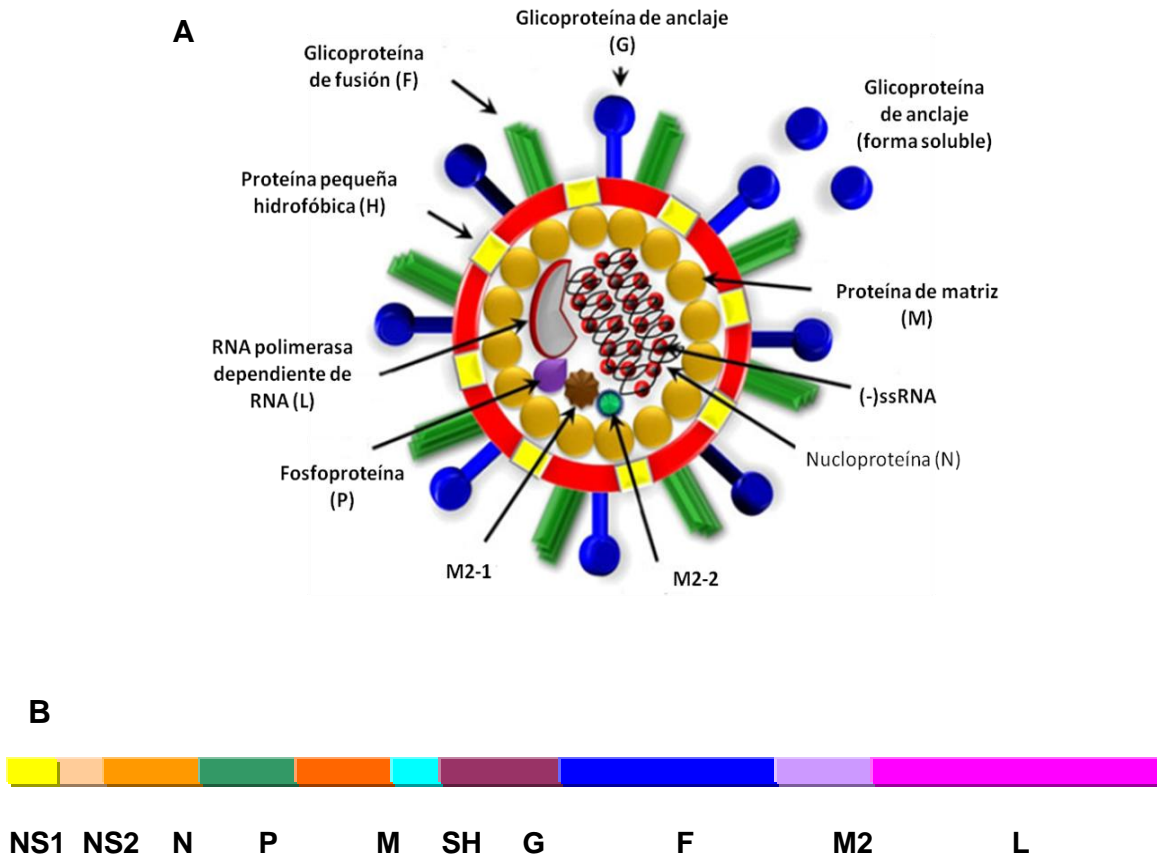 A
Glicoproteína de anclaje
(G)
Glicoproteína
de fusión (F)
Glicoproteína
de anclaje
(forma soluble)
Proteína pequeña
hidrofóbica (H)
Proteína de matriz
(M)
RNA polimerasa
dependiente de
RNA (L)
(-)ssRNA
Nucloproteína (N)
Fosfoproteína
(P)
M2-1
M2-2
B
NS1 NS2 N P M SH G F M2 L